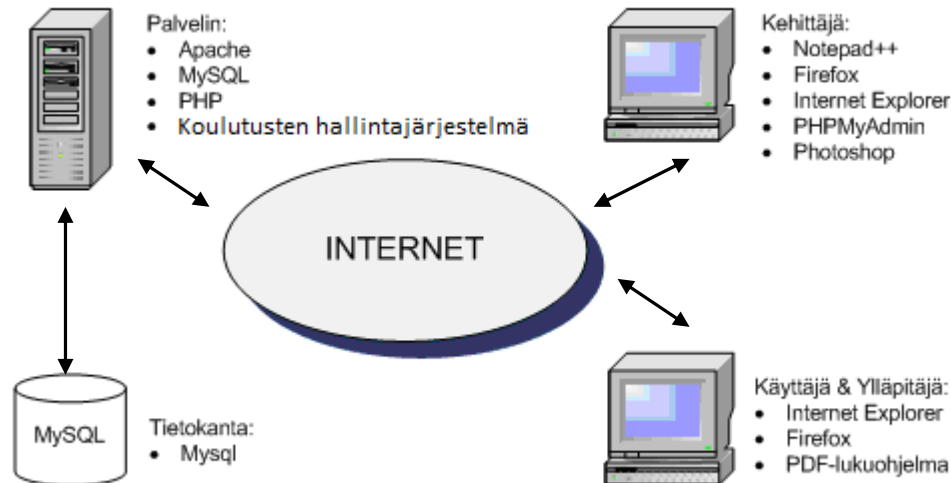 Palvelin:
• Apache
• MySQL
• PHP
• Koulutusten hallintajärjestelmä
Kehittäjä:
• Notepad++
• Firefox
• Internet Explorer
• PHPMyAdmin
• Photoshop
INTERNET
MySQL
Tietokanta:
• Mysql
Käyttäjä & Ylläpitäjä:
• Internet Explorer
• Firefox
• PDF-lukuohjelma